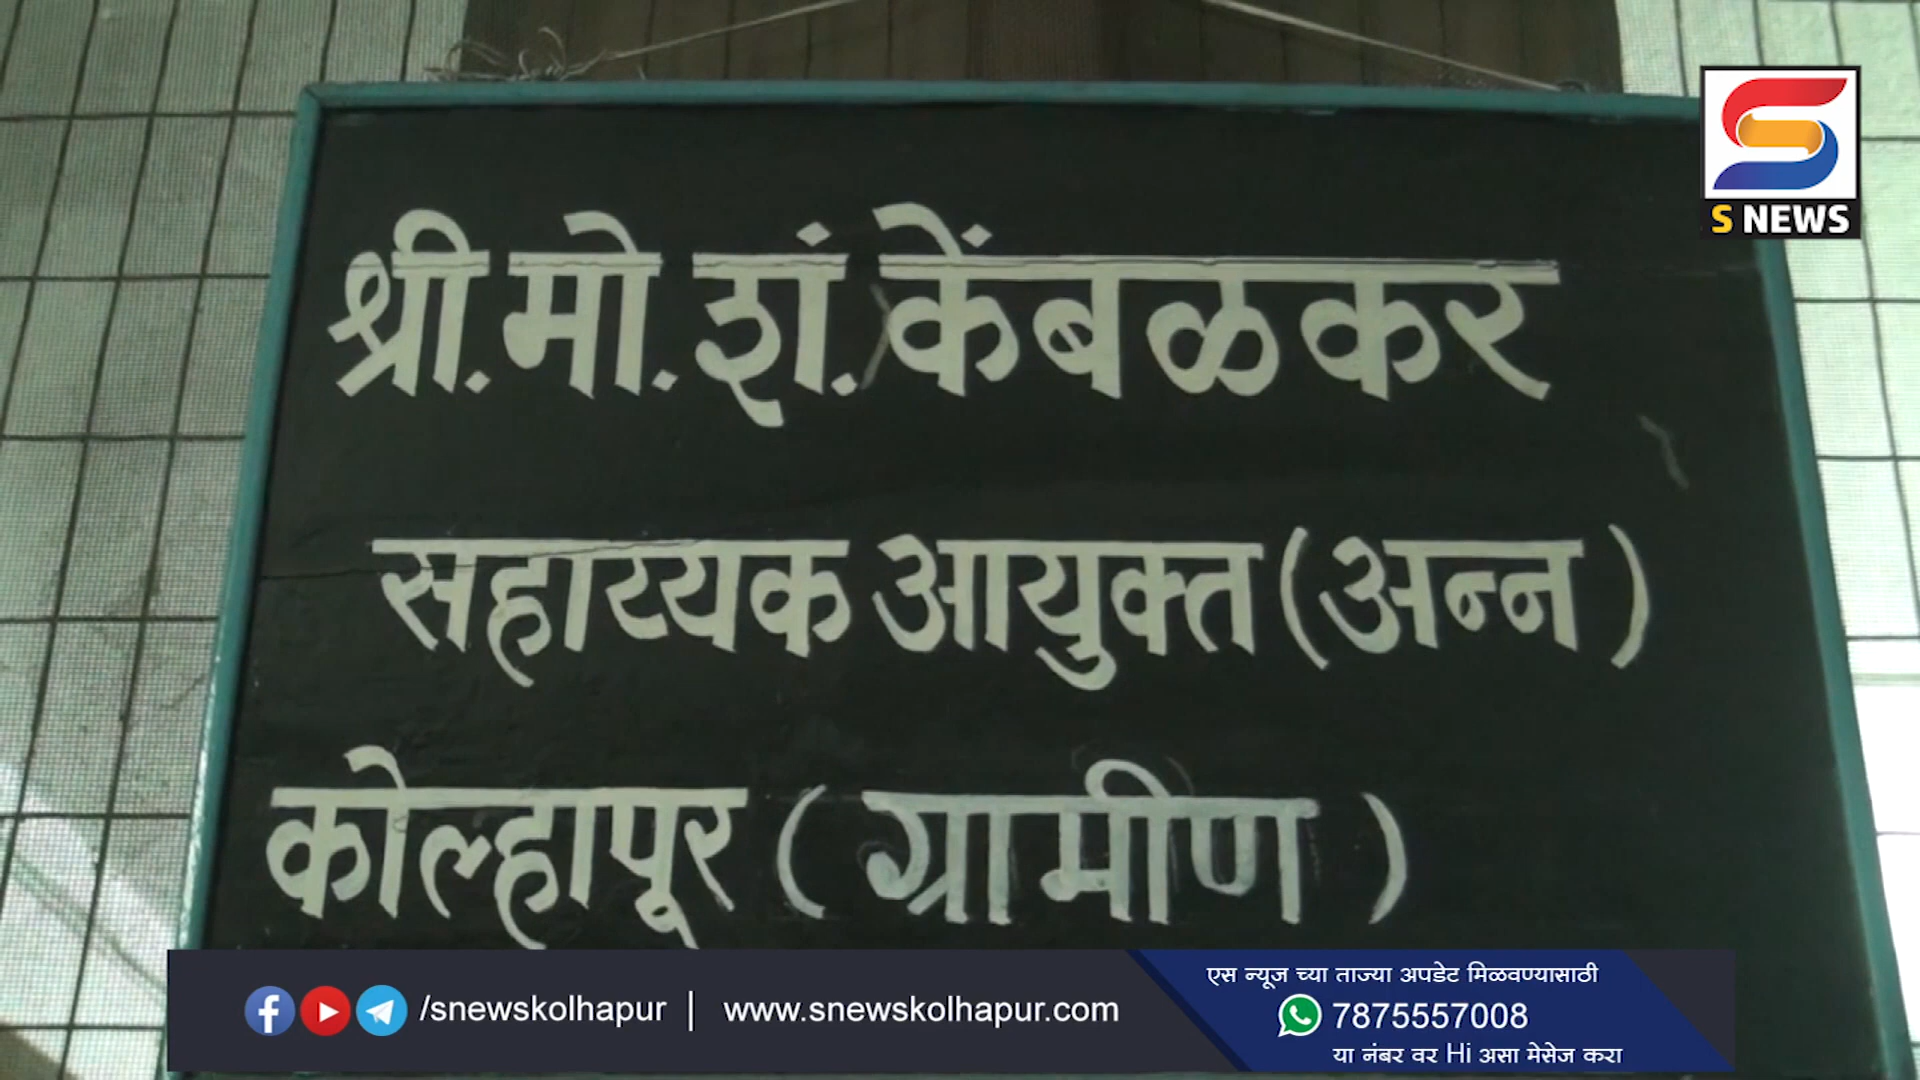 S NEWS
श्री. मो. शं. केंबळकर
सहाय्यक आयुक्त (अन्न)
कोल्हापूर (ग्रामीण)
/snewskolhapur | www.snewskolhapur.com
एस न्यूज च्या ताज्या अपडेट मिळवण्यासाठी
7875557008
या नंबर वर Hi असा मेसेज करा